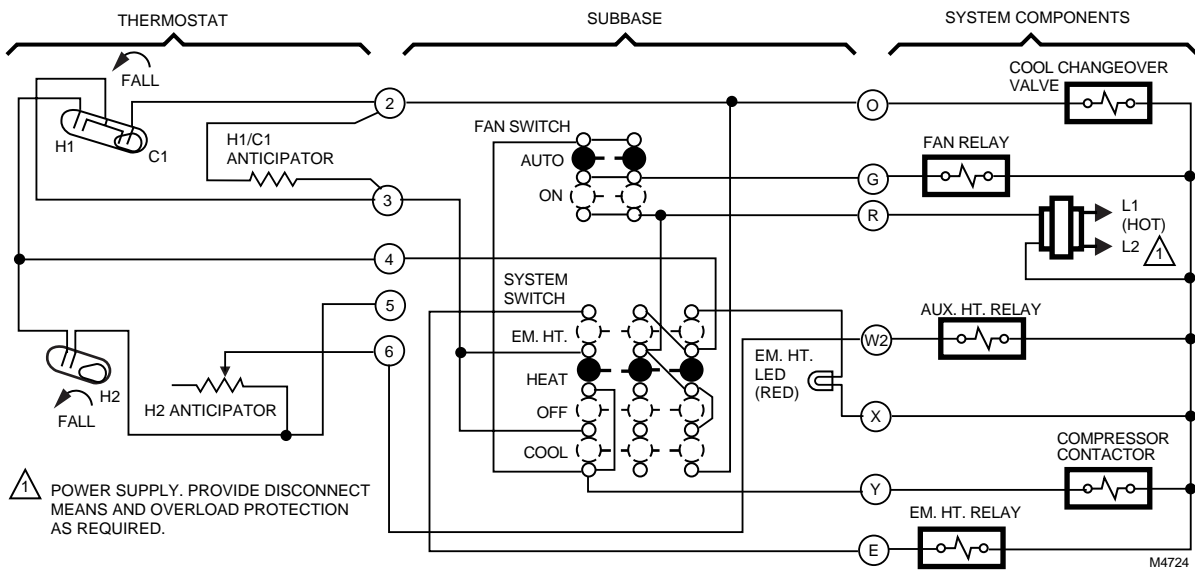 THERMOSTAT
SUBBASE
SYSTEM COMPONENTS
FALL
H1
C1
H1/C1
ANTICIPATOR
2
3
4
5
6
H2
FALL
H2 ANTICIPATOR
FAN SWITCH
AUTO
ON
SYSTEM
SWITCH
EM. HT.
HEAT
OFF
COOL
EM. HT.
LED
(RED)
O
G
R
W2
X
Y
E
COOL CHANGEOVER
VALVE
FAN RELAY
L1
(HOT)
L2
1
AUX. HT. RELAY
COMPRESSOR
CONTACTOR
EM. HT. RELAY
1
POWER SUPPLY. PROVIDE DISCONNECT
MEANS AND OVERLOAD PROTECTION
AS REQUIRED.
M4724